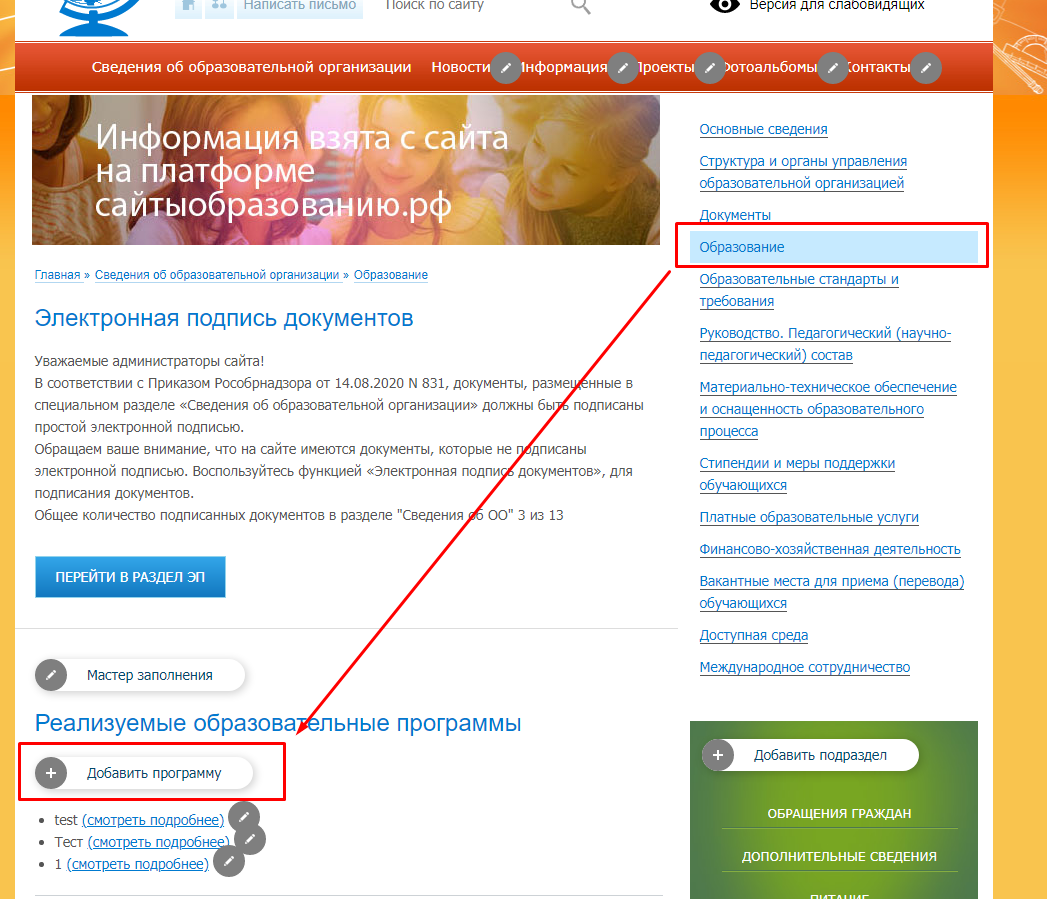 Написать письмо
Поиск по сайту
Версия для слабовидящих
Сведения об образовательной организации
Новости
Информация
Проекты
Фотоальбомы
Контакты
Информация взята с сайта
на платформе
сайтыобразованию.рф
Главная » Сведения об образовательной организации » Образование
Электронная подпись документов
Уважаемые администраторы сайта!
В соответствии с Приказом Рособрнадзора от 14.08.2020 N 831, документы, размещенные в
специальном разделе «Сведения об образовательной организации» должны быть подписаны
простой электронной подписью.
Обращаем ваше внимание, что на сайте имеются документы, которые не подписаны
электронной подписью. Воспользуйтесь функцией «Электронная подпись документов», для
подписания документов.
Общее количество подписанных документов в разделе "Сведения об ОО" 3 из 13
ПЕРЕЙТИ В РАЗДЕЛ ЭП
Мастер заполнения
Реализуемые образовательные программы
Добавить программу
test (смотреть подробнее)
Тест (смотреть подробнее)
1 (смотреть подробнее)
Основные сведения
Структура и органы управления
образовательной организацией
Документы
Образование
Образовательные стандарты и
требования
Руководство. Педагогический (научно-
педагогический) состав
Материально-техническое обеспечение
и оснащенность образовательного
процесса
Стипендии и меры поддержки
обучающихся
Платные образовательные услуги
Финансово-хозяйственная деятельность
Вакантные места для приема (перевода)
обучающихся
Доступная среда
Международное сотрудничество
Добавить подраздел
ОБРАЩЕНИЯ ГРАЖДАН
ДОПОЛНИТЕЛЬНЫЕ СВЕДЕНИЯ
ПИТАНИЕ